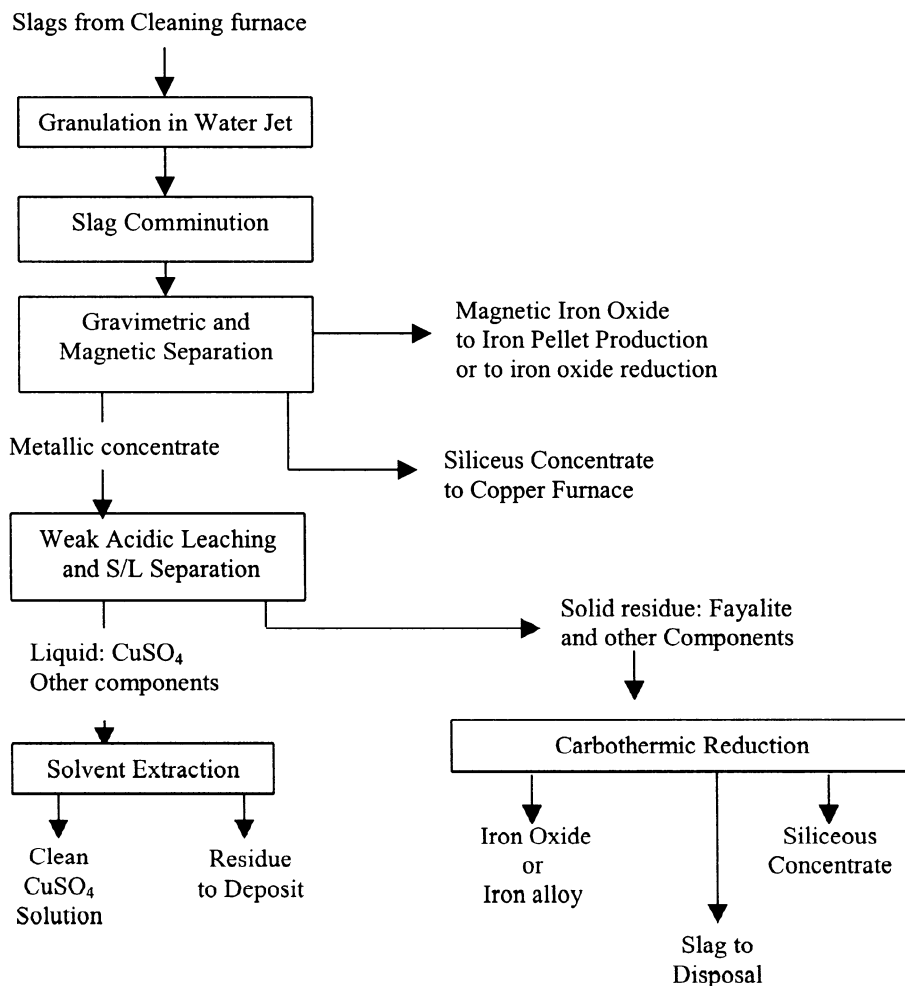 Slags from Cleaning furnace
Granulation in Water Jet
Slag Comminution
Gravimetric and
Magnetic Separation
Magnetic Iron Oxide
to Iron Pellet Production
or to iron oxide reduction
Metallic concentrate
Siliceus Concentrate
to Copper Furnace
Weak Acidic Leaching
and S/L Separation
Solid residue: Fayalite
and other Components
Liquid: CuSO₄
Other components
Carbothermic Reduction
Solvent Extraction
Clean
CuSO₄
Solution
Residue
to Deposit
Iron Oxide
or
Iron alloy
Siliceous
Concentrate
Slag to
Disposal